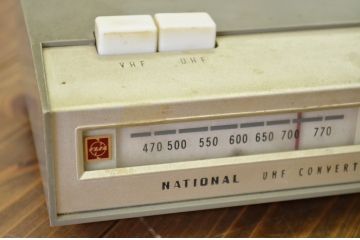 VHF UHF
470 500 550 600 650 700 770
NATIONAL UHF CONVERT